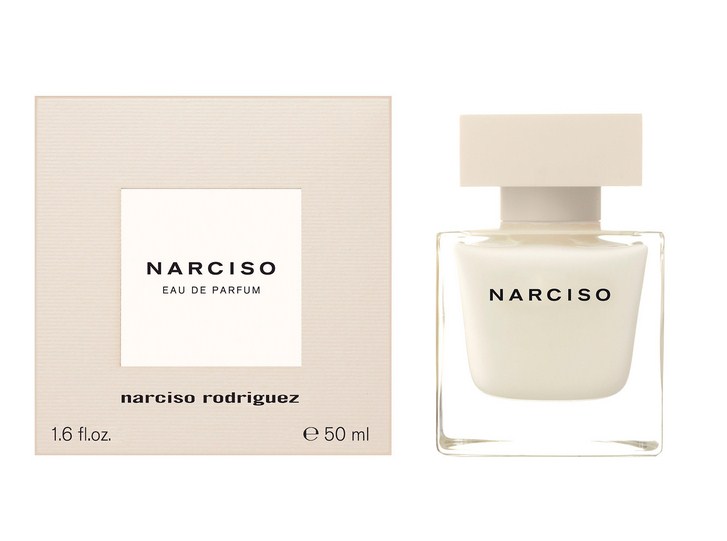 NARCISO
EAU DE PARFUM
narciso rodriguez
1.6 fl.oz. ℮ 50 ml
NARCISO